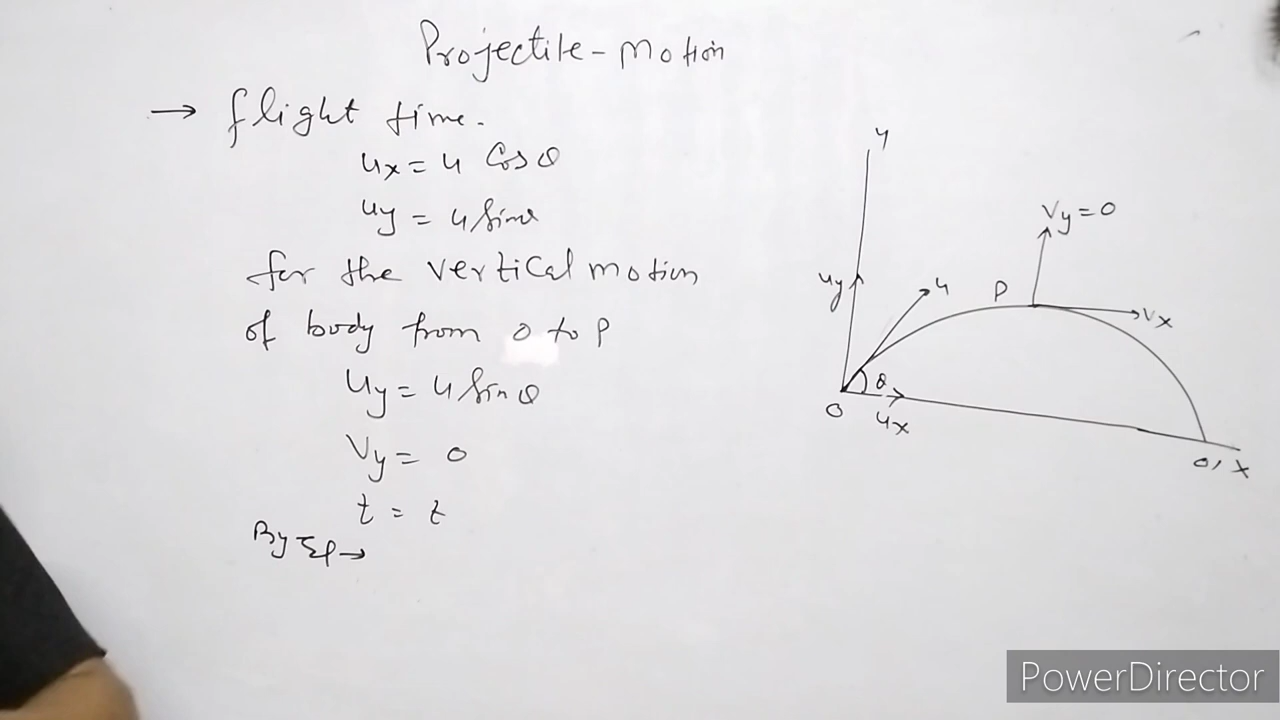 Projectile-motion
→ flight time.
ux = u Cos θ
uy = u Sinθ
for the vertical motion
of body from O to P
uy = u Sin θ
Vy = 0
t = t
By Eq →
y
Vy = 0
uy
u
P
Vx
θ
O
ux
O, X
PowerDirector